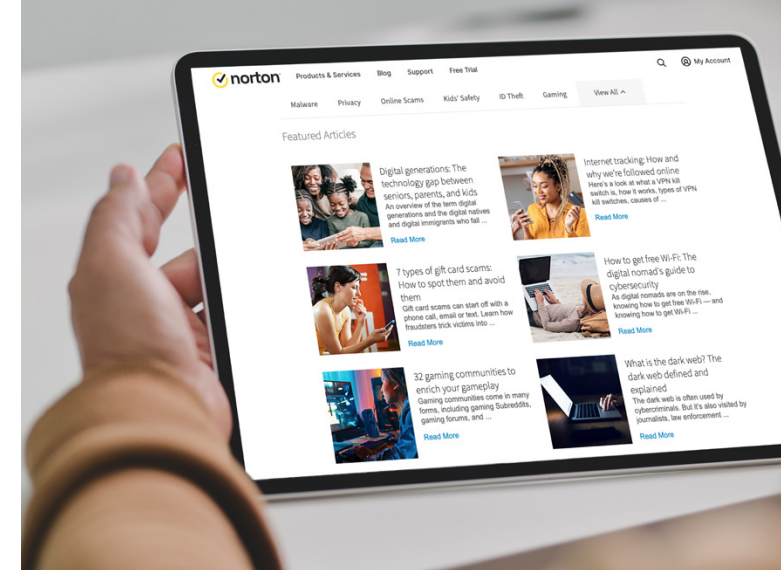 norton
Products & Services Blog Support Free Trial
My Account
Malware Privacy Online Scams Kids' Safety ID Theft Gaming View All
Featured Articles
Digital generations: The
technology gap between
seniors, parents, and kids
An overview of the term digital
generations and the digital natives
and digital immigrants who fall ...
Read More
Internet tracking: How and
why we're followed online
Here's a look at what a VPN kill
switch is, how it works, types of VPN
kill switches, causes of ...
Read More
7 types of gift card scams:
How to spot them and avoid
them
Gift card scams can start off with a
phone call, email or text. Learn how
fraudsters trick victims into ...
Read More
How to get free Wi-Fi: The
digital nomad's guide to
cybersecurity
As digital nomads are on the rise,
knowing how to get free Wi-Fi — and
knowing how to get Wi-Fi ...
Read More
32 gaming communities to
enrich your gameplay
Gaming communities come in many
forms, including gaming Subreddits,
gaming forums, and ...
Read More
What is the dark web? The
dark web defined and
explained
The dark web is often used by
cybercriminals. But it's also visited by
journalists, law enforcement ...
Read More